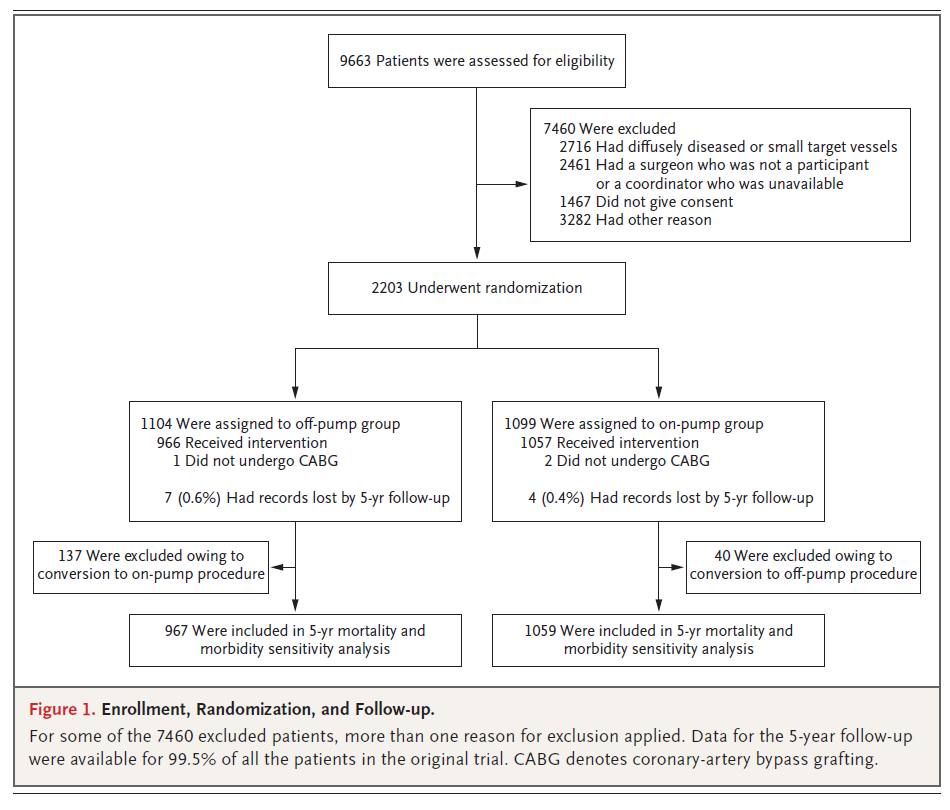 9663 Patients were assessed for eligibility
7460 Were excluded
2716 Had diffusely diseased or small target vessels
2461 Had a surgeon who was not a participant
or a coordinator who was unavailable
1467 Did not give consent
3282 Had other reason
2203 Underwent randomization
1104 Were assigned to off-pump group
966 Received intervention
1 Did not undergo CABG
7 (0.6%) Had records lost by 5-yr follow-up
1099 Were assigned to on-pump group
1057 Received intervention
2 Did not undergo CABG
4 (0.4%) Had records lost by 5-yr follow-up
137 Were excluded owing to
conversion to on-pump procedure
40 Were excluded owing to
conversion to off-pump procedure
967 Were included in 5-yr mortality and
morbidity sensitivity analysis
1059 Were included in 5-yr mortality and
morbidity sensitivity analysis
Figure 1. Enrollment, Randomization, and Follow-up.
For some of the 7460 excluded patients, more than one reason for exclusion applied. Data for the 5-year follow-up
were available for 99.5% of all the patients in the original trial. CABG denotes coronary-artery bypass grafting.